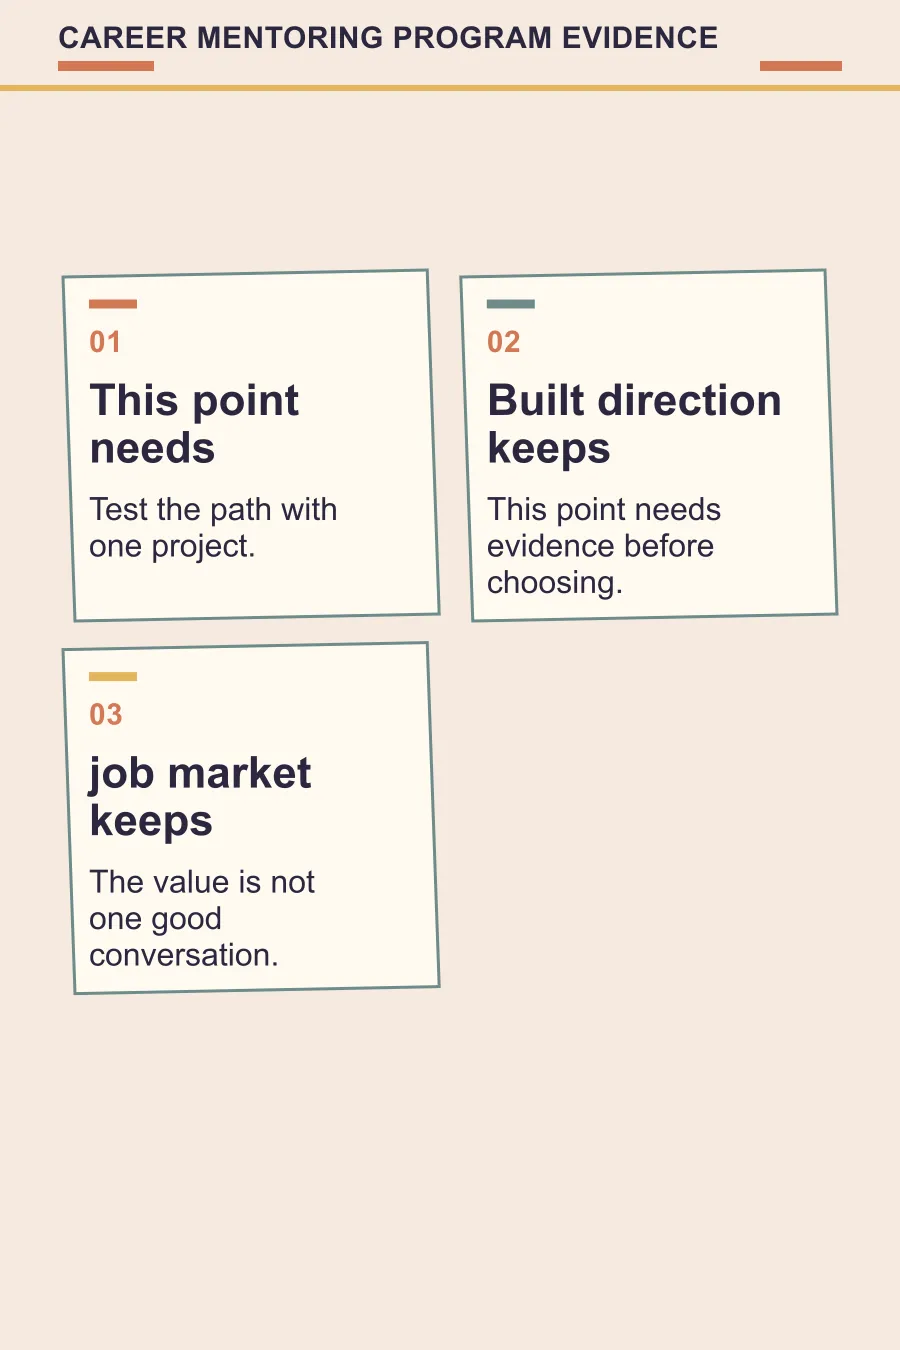 CAREER MENTORING PROGRAM EVIDENCE
01
This point
needs
Test the path with
one project.
02
Built direction
keeps
This point needs
evidence before
choosing.
03
job market
keeps
The value is not
one good
conversation.